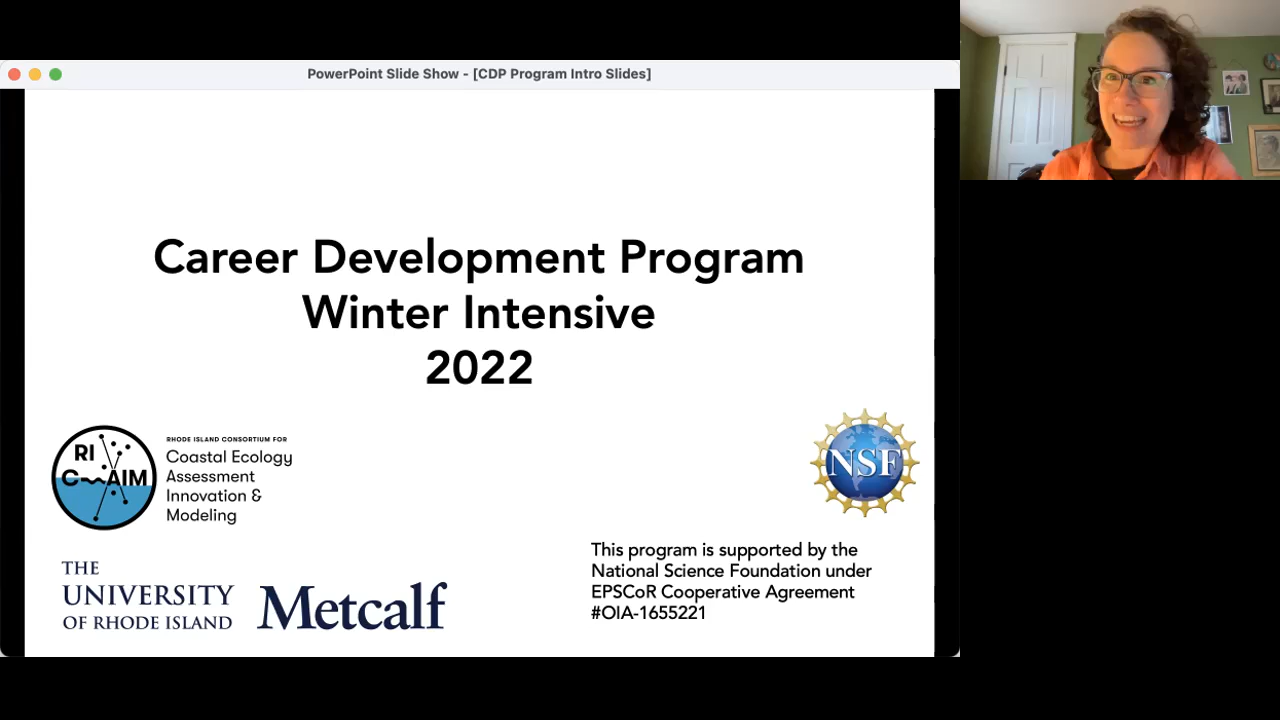 PowerPoint Slide Show - [CDP Program Intro Slides]
Career Development Program
Winter Intensive
2022
RI
C AIM
RHODE ISLAND CONSORTIUM FOR
Coastal Ecology
Assessment
Innovation &
Modeling
NSF
THE
UNIVERSITY
OF RHODE ISLAND
Metcalf
This program is supported by the
National Science Foundation under
EPSCoR Cooperative Agreement
#OIA-1655221